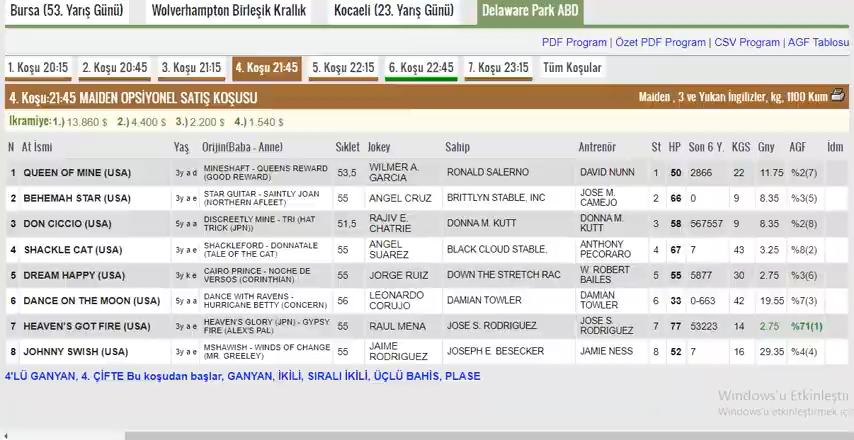 Bursa (53. Yarış Günü) Wolverhampton Birleşik Krallık Kocaeli (23. Yarış Günü) Delaware Park ABD
PDF Program | Özet PDF Program | CSV Program | AGF Tablosu
1. Koşu 20:15 2. Koşu 20:45 3. Koşu 21:15 4. Koşu 21:45 5. Koşu 22:15 6. Koşu 22:45 7. Koşu 23:15 Tüm Koşular
4. Koşu:21:45 MAIDEN OPSİYONEL SATIŞ KOŞUSU Maiden , 3 ve Yukarı İngilizler, kg, 1100 Kum
İkramiye: 1.) 13.860 $ 2.) 4.400 $ 3.) 2.200 $ 4.) 1.540 $
N At İsmi Yaş Orijin(Baba - Anne) Sıklet Jokey Sahip Antrenör St HP Son 6 Y. KGS Gny AGF İdm
1 QUEEN OF MINE (USA) 3y a d MINESHAFT - QUEENS REWARD (GOOD REWARD) 53,5 WILMER A. GARCIA RONALD SALERNO DAVID NUNN 1 50 2866 22 11.75 %2(7)
2 BEHEMAH STAR (USA) 3y a e STAR GUITAR - SAINTLY JOAN (NORTHERN AFLEET) 55 ANGEL CRUZ BRITTLYN STABLE, INC JOSE M. CAMEJO 2 66 0 9 8.35 %3(5)
3 DON CICCIO (USA) 5y a a DISCREETLY MINE - TRI (HAT TRICK (JPN)) 51,5 RAJIV E. CHATRIE DONNA M. KUTT DONNA M. KUTT 3 58 567557 9 8.35 %2(8)
4 SHACKLE CAT (USA) 3y a e SHACKLEFORD - DONNATALE (TALE OF THE CAT) 55 ANGEL SUAREZ BLACK CLOUD STABLE, ANTHONY PECORARO 4 67 7 43 3.25 %8(2)
5 DREAM HAPPY (USA) 3y k e CAIRO PRINCE - NOCHE DE VERSOS (CORINTHIAN) 55 JORGE RUIZ DOWN THE STRETCH RAC W. ROBERT BAILES 5 55 5877 30 2.75 %3(6)
6 DANCE ON THE MOON (USA) 5y a a DANCE WITH RAVENS - HURRICANE BETTY (CONCERN) 56 LEONARDO CORUJO DAMIAN TOWLER DAMIAN TOWLER 6 33 0-663 42 19.55 %7(3)
7 HEAVEN'S GOT FIRE (USA) 3y a e HEAVEN'S GLORY (JPN) - GYPSY FIRE (ALEX'S PAL) 55 RAUL MENA JOSE S. RODRIGUEZ JOSE S. RODRIGUEZ 7 77 53223 14 2.75 %71(1)
8 JOHNNY SWISH (USA) 3y a e MSHAWISH - WINDS OF CHANGE (MR. GREELEY) 55 JAIME RODRIGUEZ JOSEPH E. BESECKER JAMIE NESS 8 52 7 16 29.35 %4(4)
4'LÜ GANYAN, 4. ÇİFTE Bu koşudan başlar, GANYAN, İKİLİ, SIRALI İKİLİ, ÜÇLÜ BAHİS, PLASE
Windows'u Etkinleştir
Windows'u etkinleştirmek için